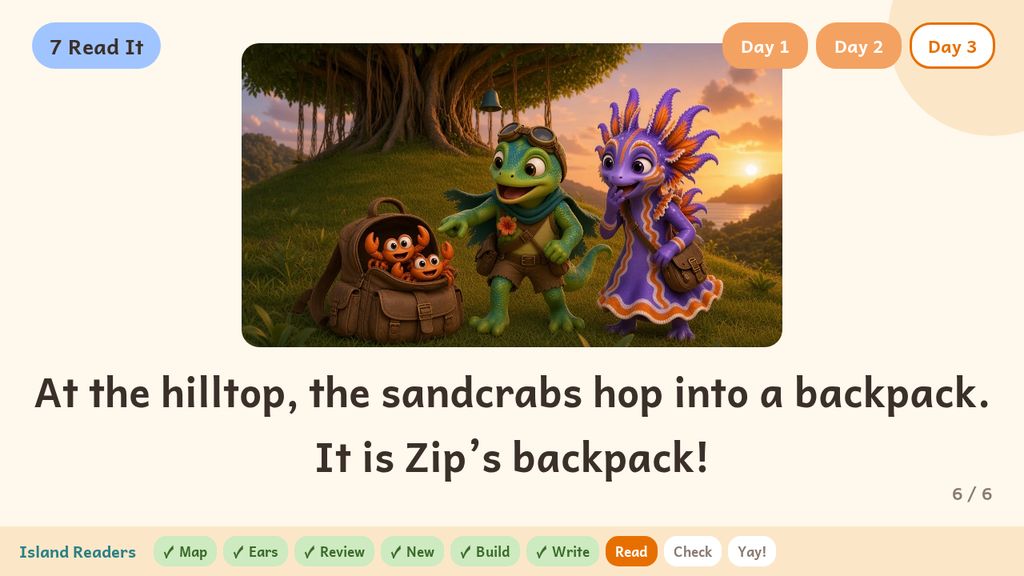 7 Read It
Day 1 Day 2 Day 3
At the hilltop, the sandcrabs hop into a backpack.
It is Zip’s backpack!
6 / 6
Island Readers ✓ Map ✓ Ears ✓ Review ✓ New ✓ Build ✓ Write Read Check Yay!